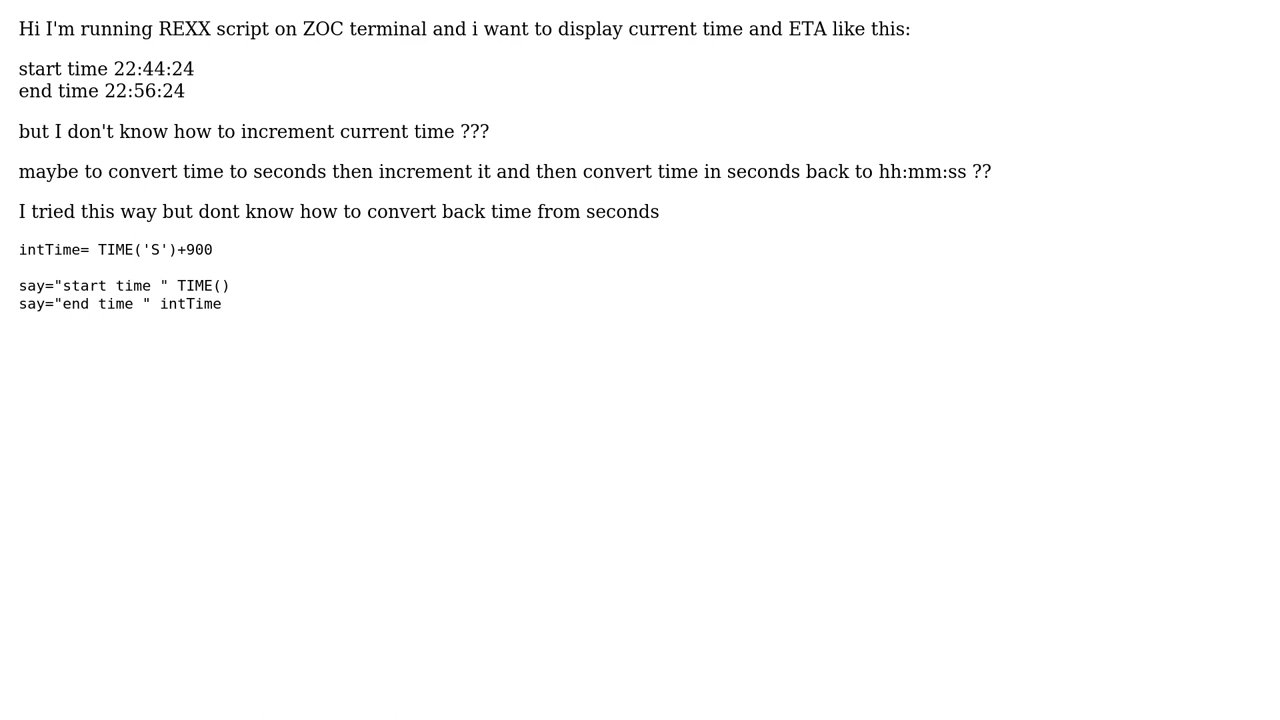 Hi I'm running REXX script on ZOC terminal and i want to display current time and ETA like this:
start time 22:44:24
end time 22:56:24
but I don't know how to increment current time ???
maybe to convert time to seconds then increment it and then convert time in seconds back to hh:mm:ss ??
I tried this way but dont know how to convert back time from seconds
intTime= TIME('S')+900
say="start time " TIME()
say="end time " intTime